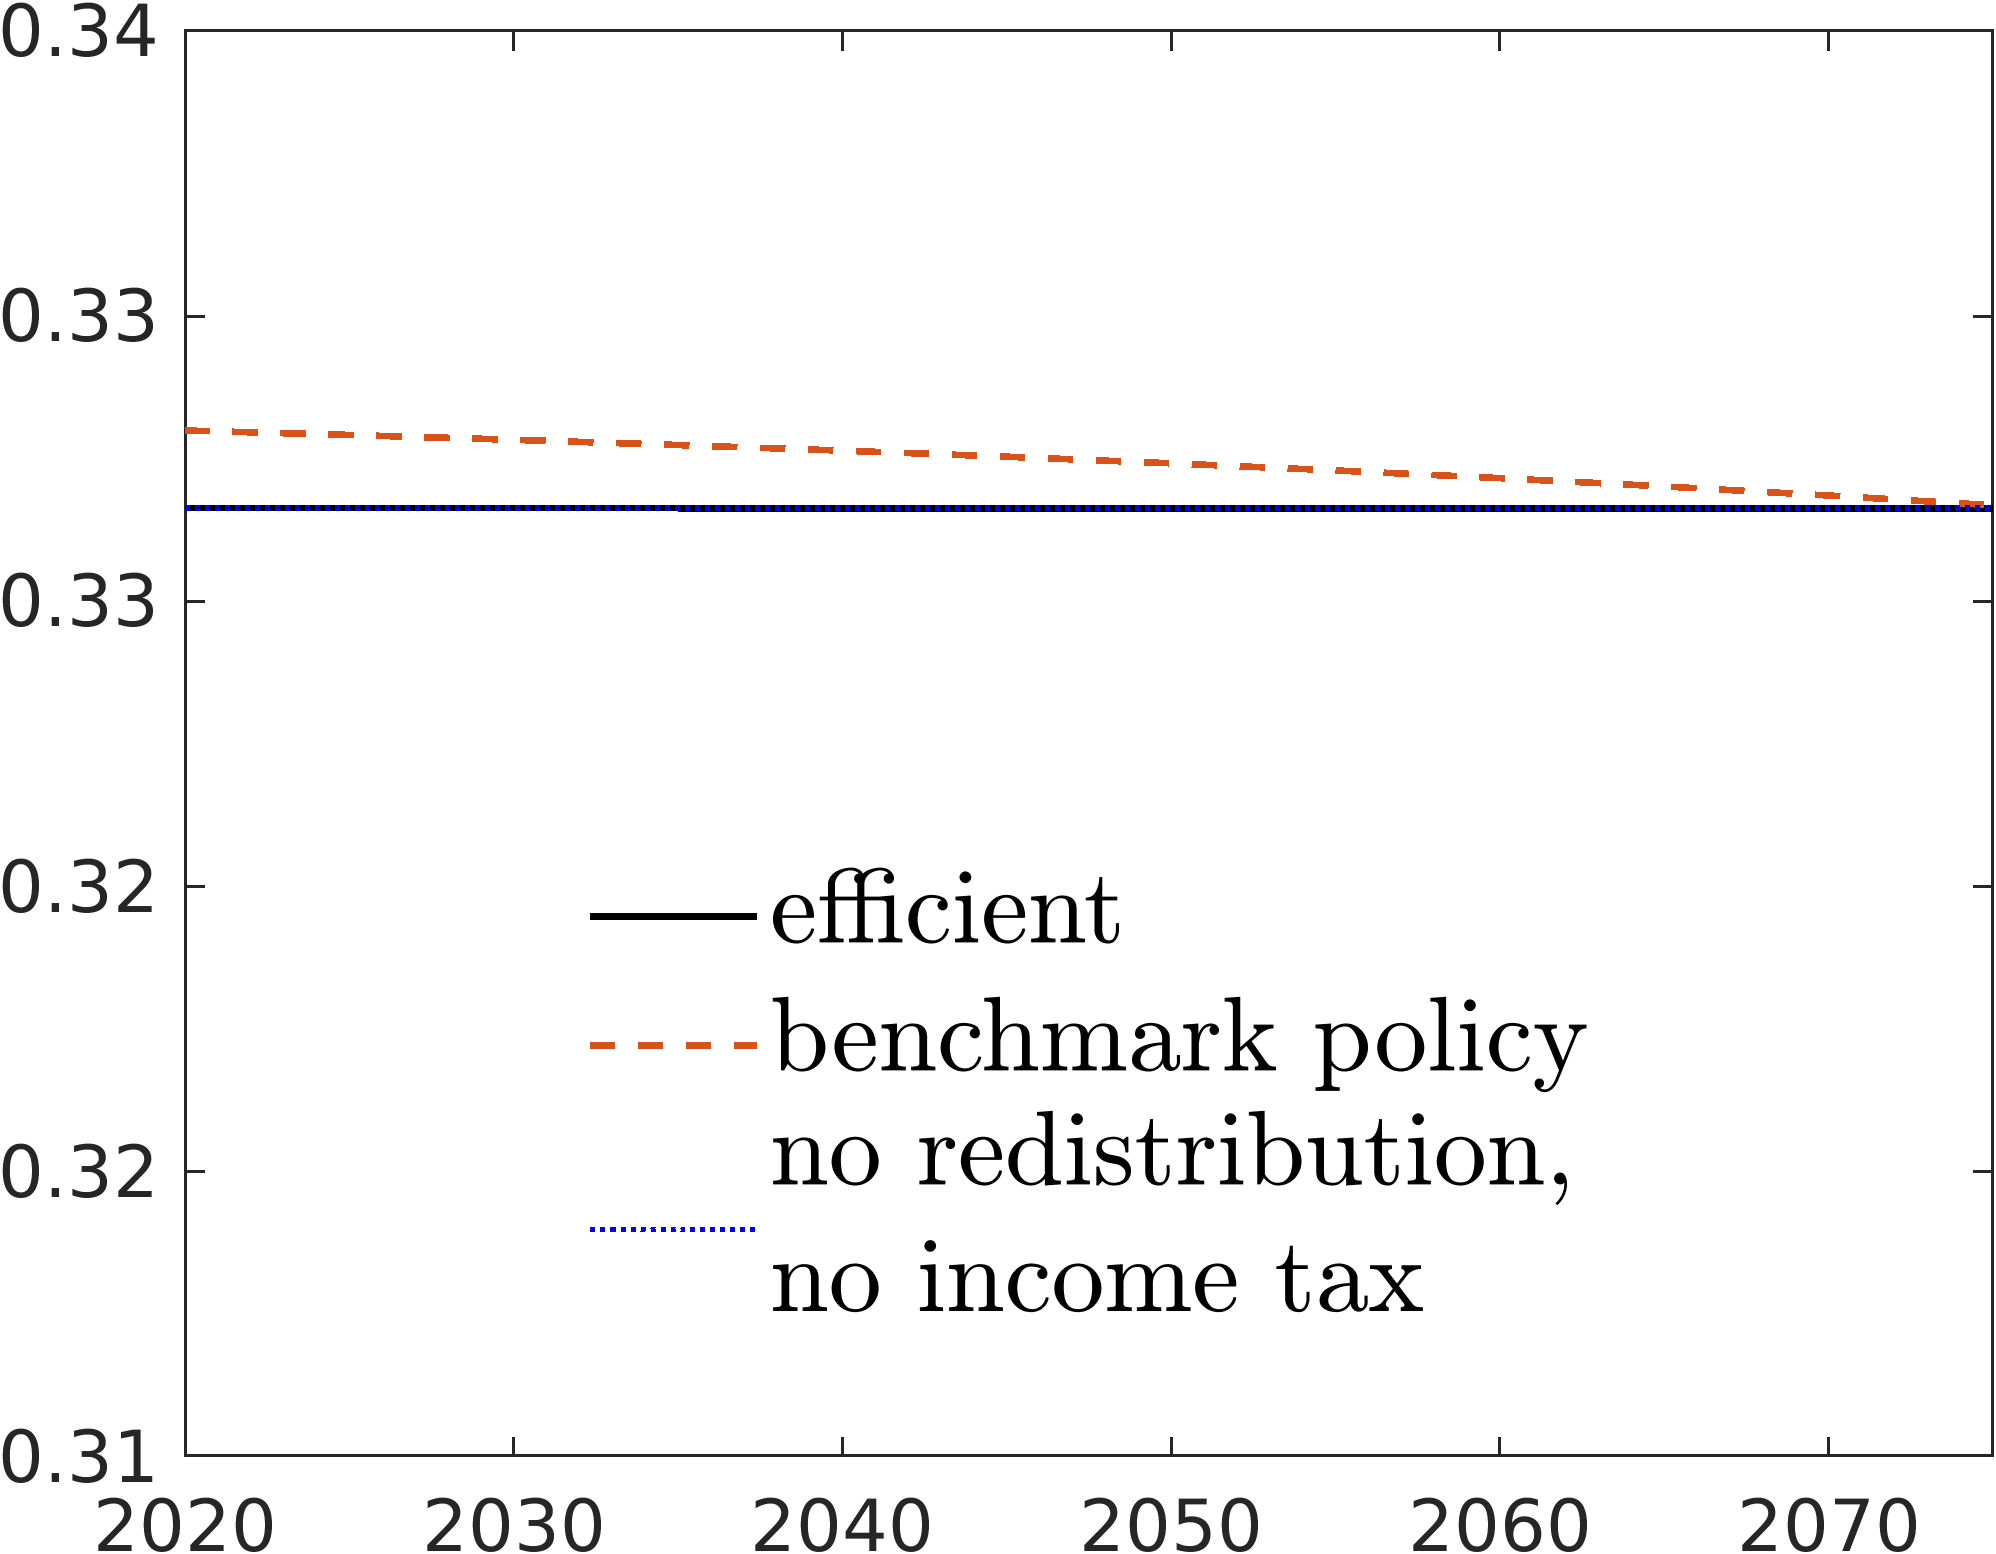 0.34
0.33
0.33
0.32
0.32
0.31
efficient
benchmark policy
no redistribution,
no income tax
2020 2030 2040 2050 2060 2070